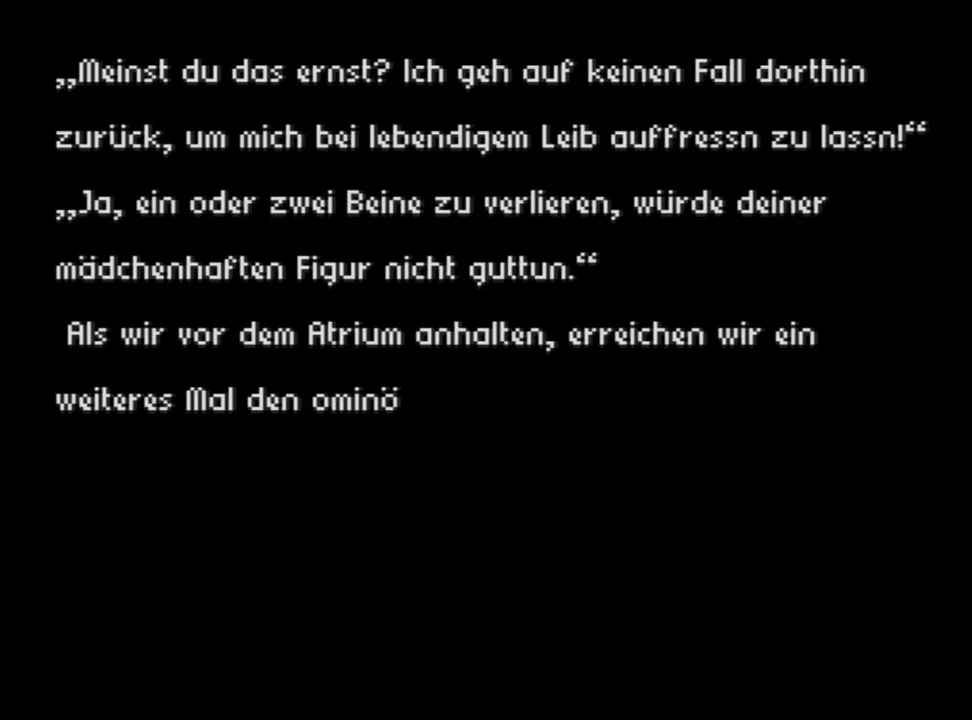 „Meinst du das ernst? Ich geh auf keinen Fall dorthin
zurück, um mich bei lebendigem Leib auffressn zu lassn!“
„Ja, ein oder zwei Beine zu verlieren, würde deiner
mädchenhaften Figur nicht guttun.“
Als wir vor dem Atrium anhalten, erreichen wir ein
weiteres Mal den ominö